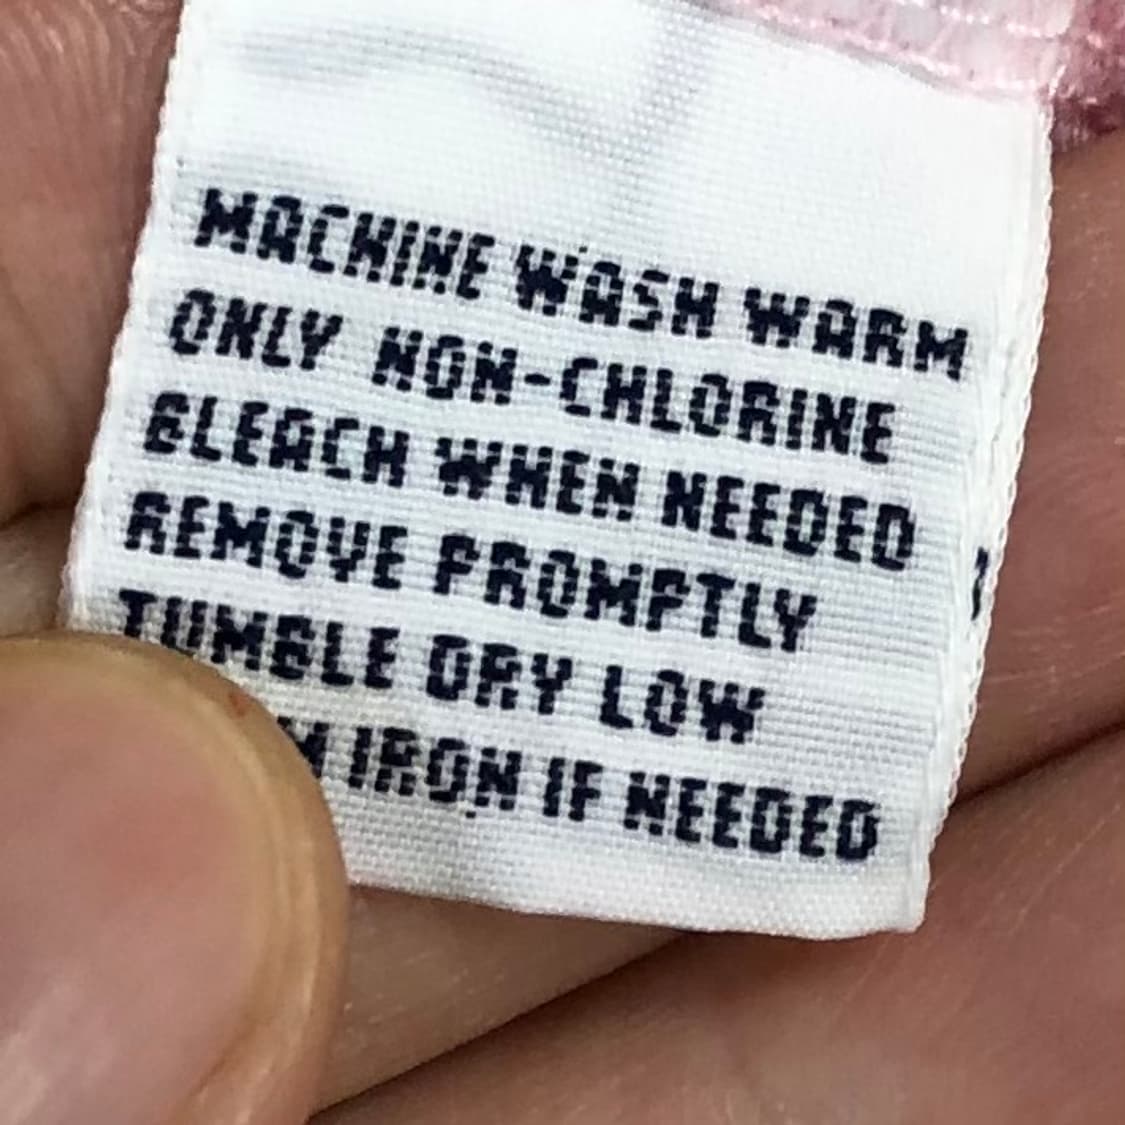 MACHINE WASH WARM
ONLY NON-CHLORINE
BLEACH WHEN NEEDED
REMOVE PROMPTLY
TUMBLE DRY LOW
IRON IF NEEDED